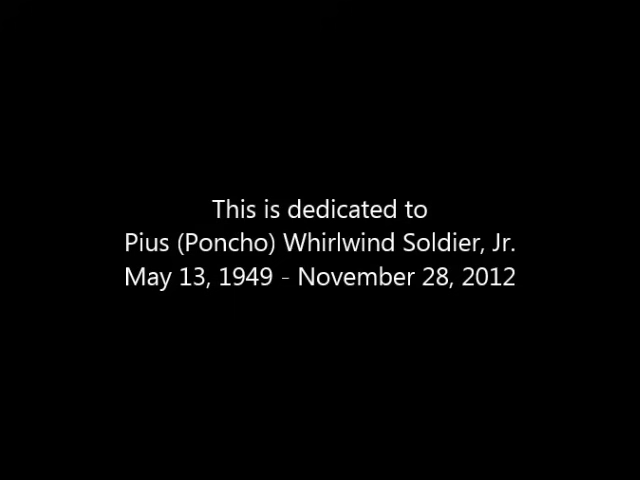 This is dedicated to
Pius (Poncho) Whirlwind Soldier, Jr.
May 13, 1949 - November 28, 2012